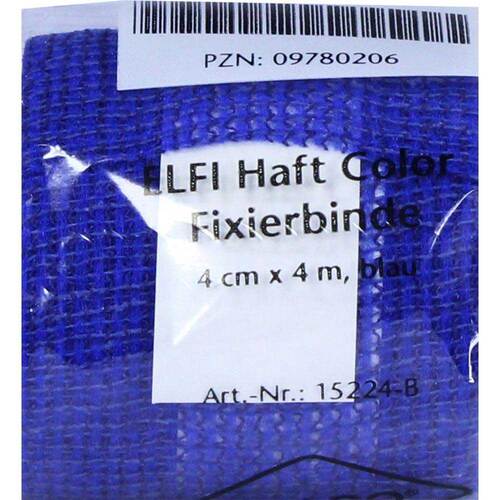 PZN: 09780206
ELFI Haft Color
Fixierbinde
4 cm x 4 m, blau
Art.-Nr.: 15224-B